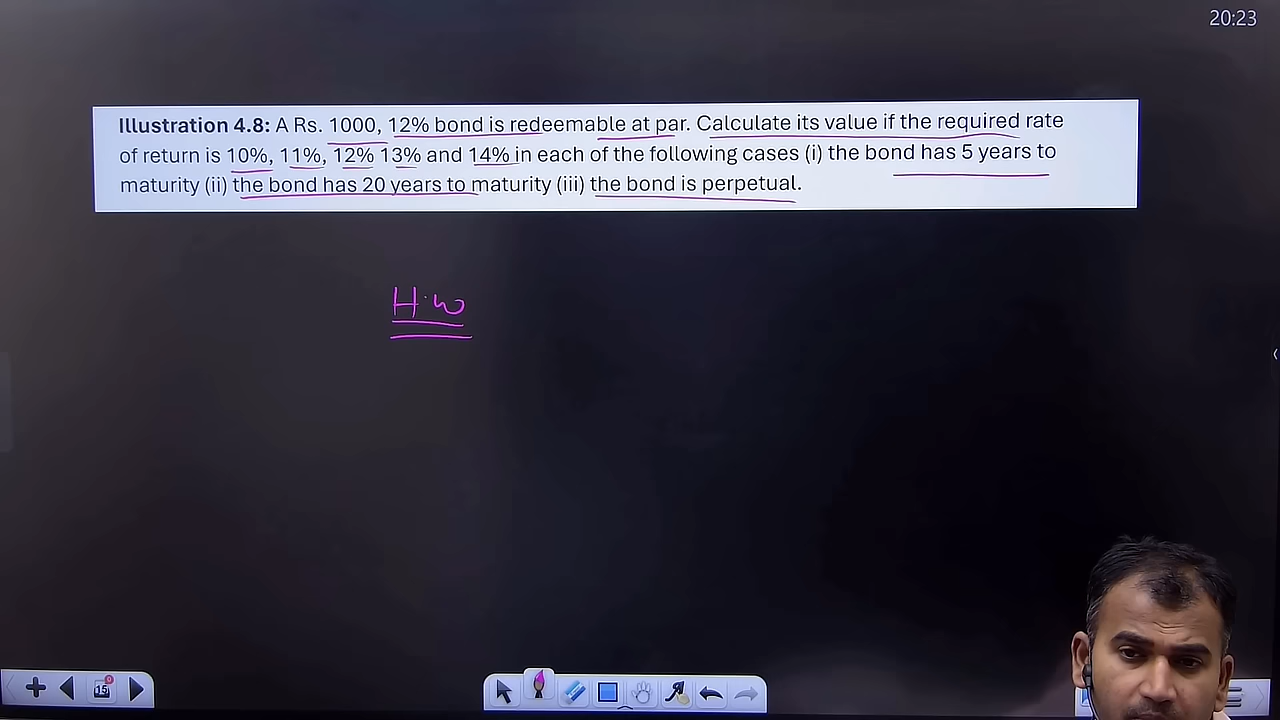 20:23
Illustration 4.8: A Rs. 1000, 12% bond is redeemable at par. Calculate its value if the required rate
of return is 10%, 11%, 12% 13% and 14% in each of the following cases (i) the bond has 5 years to
maturity (ii) the bond has 20 years to maturity (iii) the bond is perpetual.
H.W
15